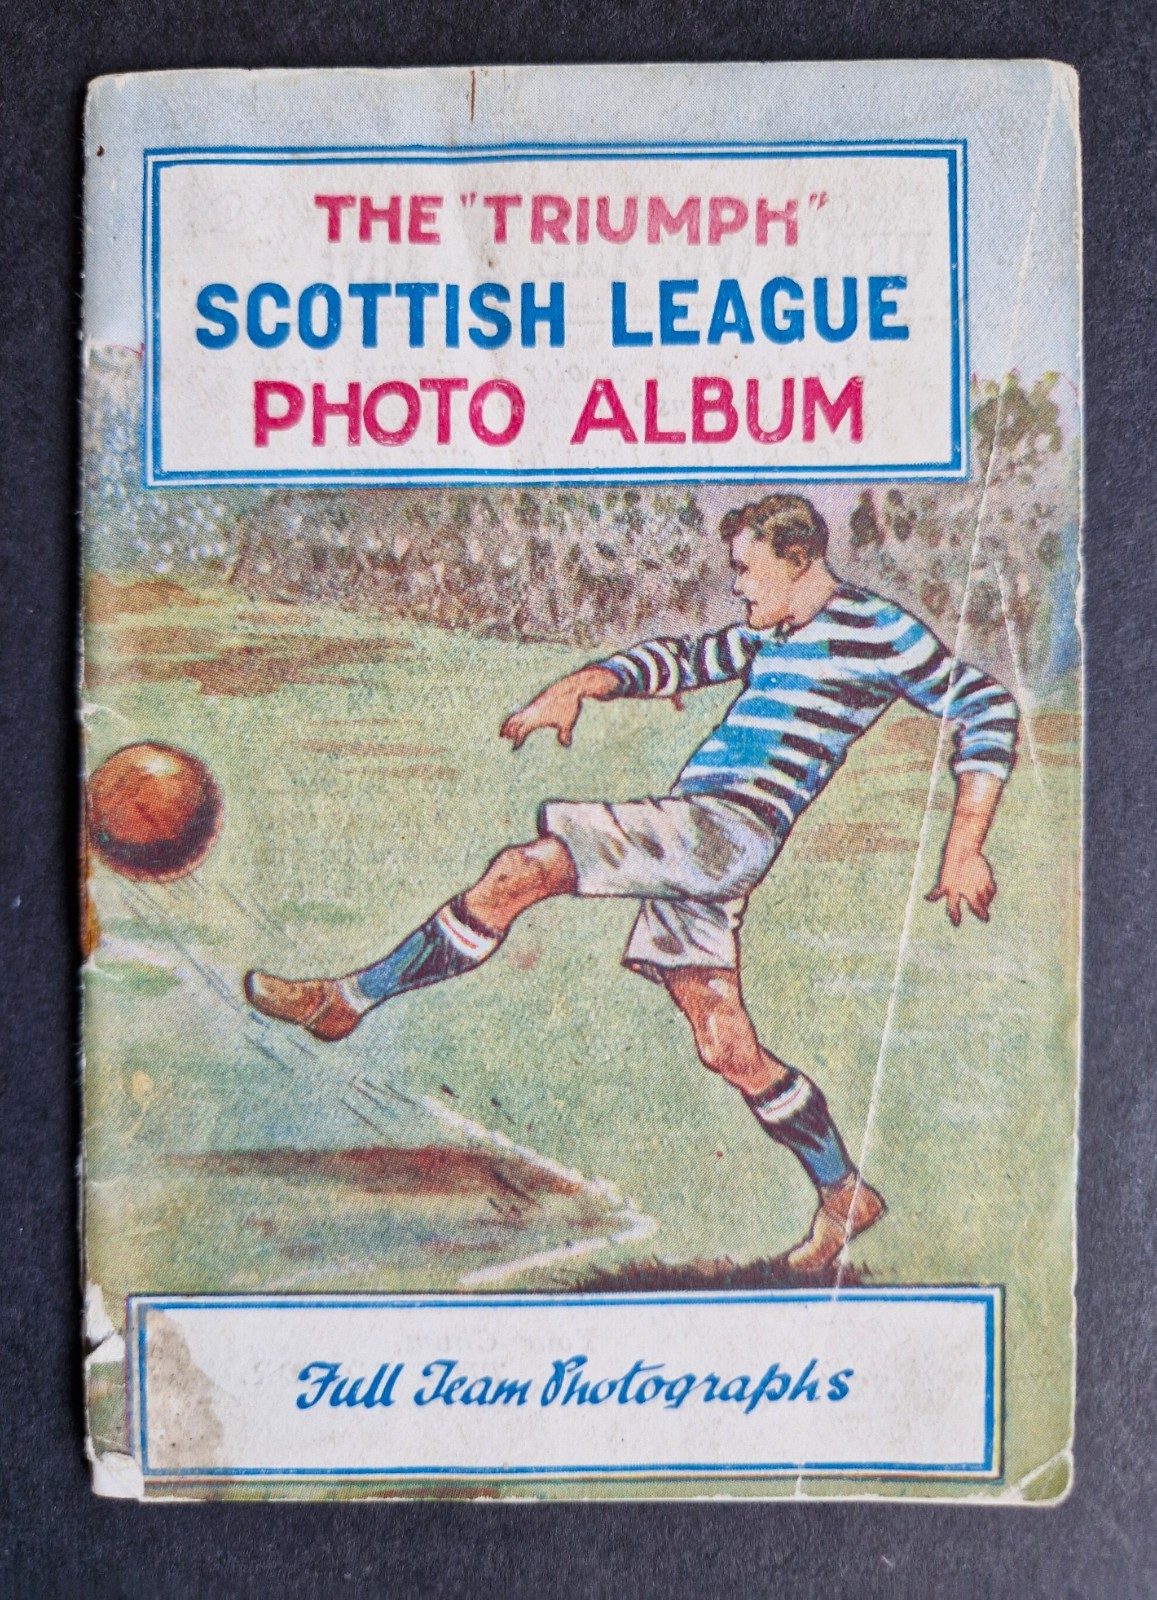 THE "TRIUMPH"
SCOTTISH LEAGUE
PHOTO ALBUM
Full Team Photographs